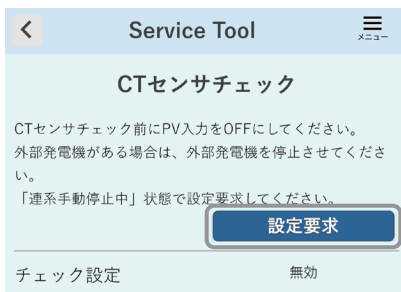 Service Tool
メニュー
CTセンサチェック
CTセンサチェック前にPV入力をOFFにしてください。
外部発電機がある場合は、外部発電機を停止させてくださ
い。
「連系手動停止中」状態で設定要求してください。
設定要求
チェック設定 無効